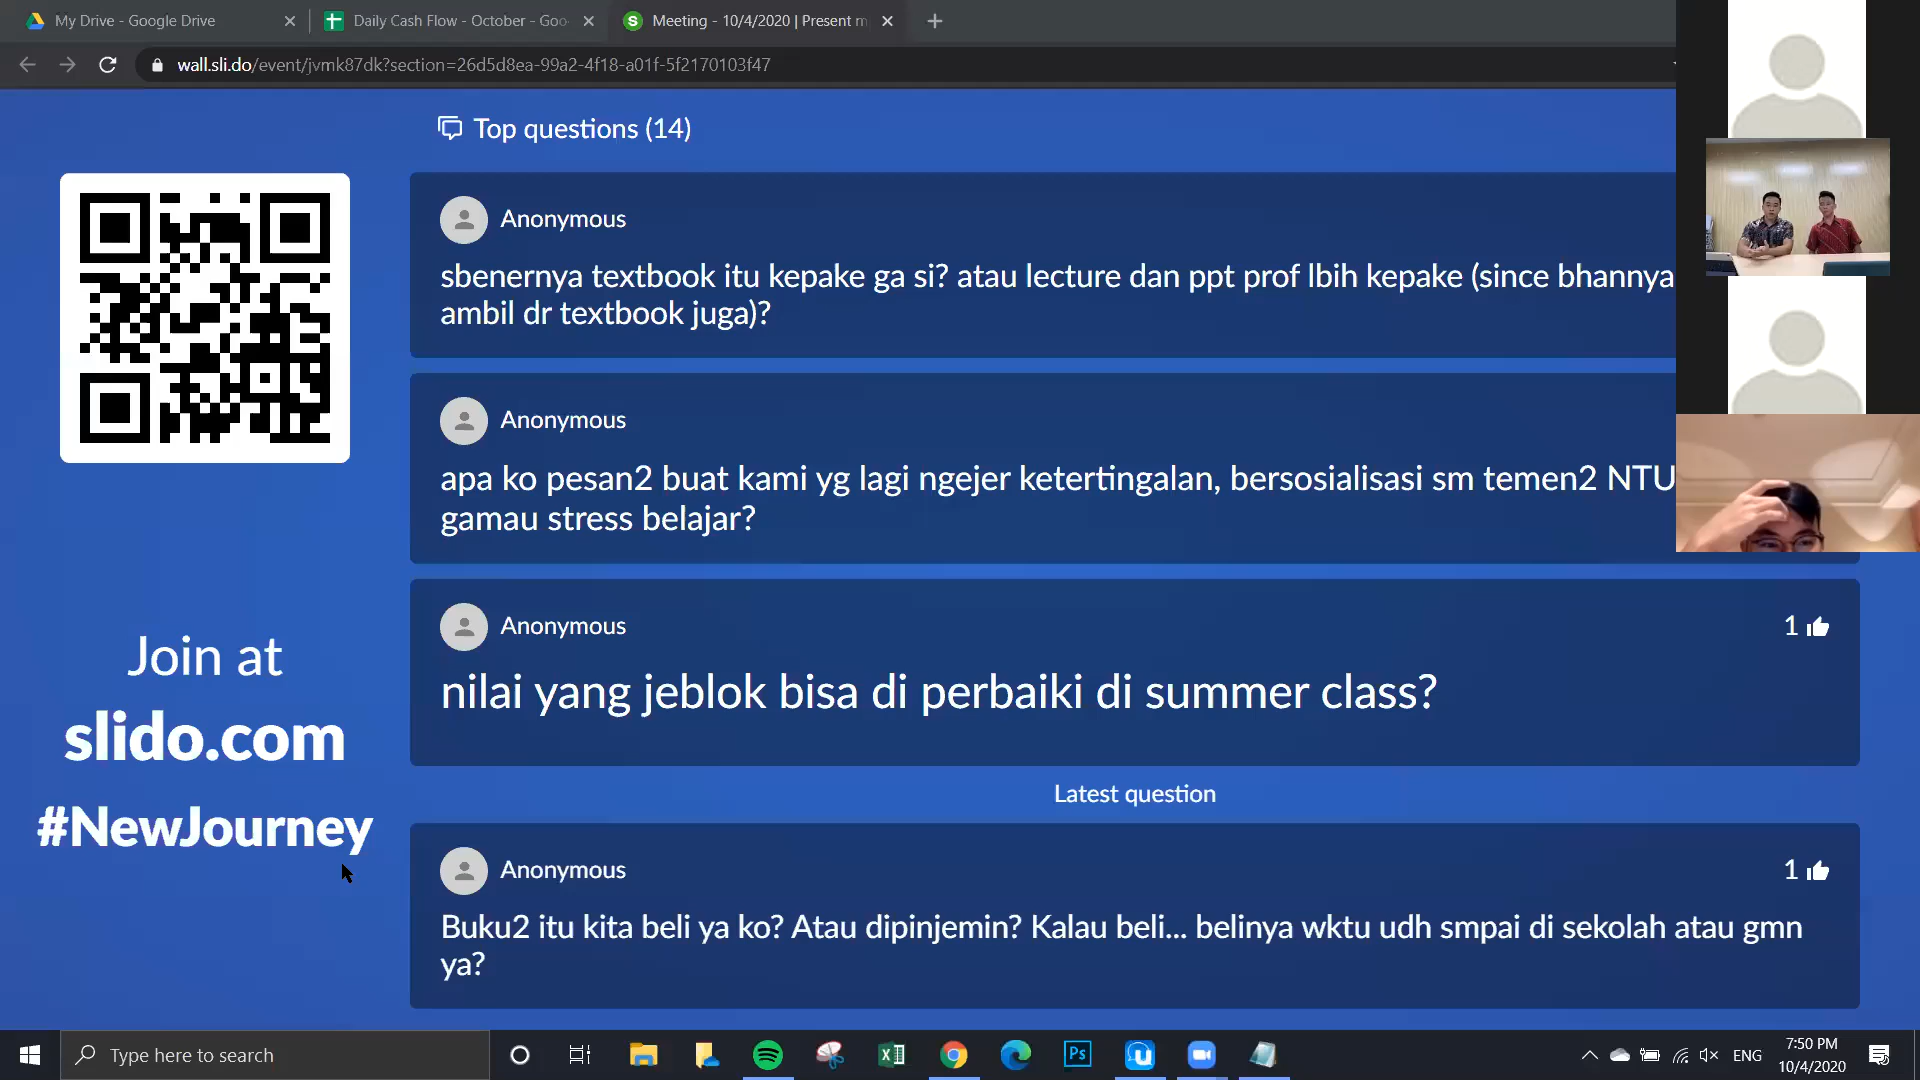 My Drive - Google Drive
Daily Cash Flow - October - Goo
Meeting - 10/4/2020 | Present m
wall.sli.do/event/jvmk87dk?section=26d5d8ea-99a2-4f18-a01f-5f2170103f47
Top questions (14)
Anonymous
sbenernya textbook itu kepake ga si? atau lecture dan ppt prof lbih kepake (since bhannya
ambil dr textbook juga)?
Anonymous
apa ko pesan2 buat kami yg lagi ngejer ketertingalan, bersosialisasi sm temen2 NTU
gamau stress belajar?
Anonymous
1
nilai yang jeblok bisa di perbaiki di summer class?
Latest question
Anonymous
1
Buku2 itu kita beli ya ko? Atau dipinjemin? Kalau beli... belinya wktu udh smpai di sekolah atau gmn
ya?
Join at
slido.com
#NewJourney
Type here to search
Ps
ENG
7:50 PM
10/4/2020